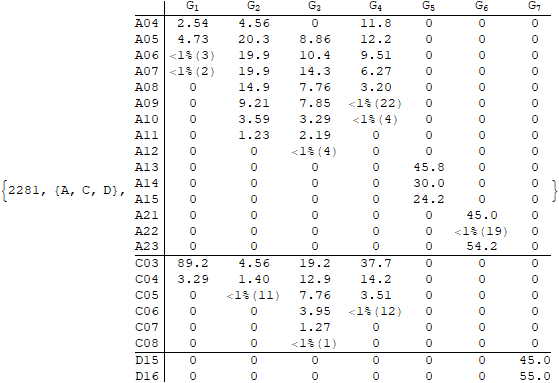 G1 G2 G3 G4 G5 G6 G7
A04 2.54 4.56 0 11.8 0 0 0
A05 4.73 20.3 8.86 12.2 0 0 0
A06 <1%(3) 19.9 10.4 9.51 0 0 0
A07 <1%(2) 19.9 14.3 6.27 0 0 0
A08 0 14.9 7.76 3.20 0 0 0
A09 0 9.21 7.85 <1%(22) 0 0 0
A10 0 3.59 3.29 <1%(4) 0 0 0
A11 0 1.23 2.19 0 0 0 0
A12 0 0 <1%(4) 0 0 0 0
A13 0 0 0 0 45.8 0 0
{2281, {A, C, D}, A14 0 0 0 0 30.0 0 0 }
A15 0 0 0 0 24.2 0 0
A21 0 0 0 0 0 45.0 0
A22 0 0 0 0 0 <1%(19) 0
A23 0 0 0 0 0 54.2 0
C03 89.2 4.56 19.2 37.7 0 0 0
C04 3.29 1.40 12.9 14.2 0 0 0
C05 0 <1%(11) 7.76 3.51 0 0 0
C06 0 0 3.95 <1%(12) 0 0 0
C07 0 0 1.27 0 0 0 0
C08 0 0 <1%(1) 0 0 0 0
D15 0 0 0 0 0 0 45.0
D16 0 0 0 0 0 0 55.0